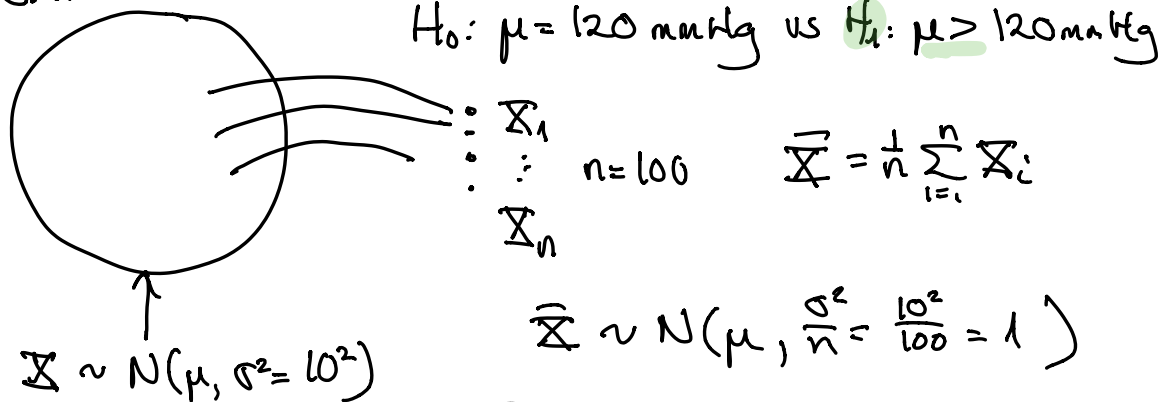 H₀: μ = 120 mmHg vs H₁: μ > 120 mmHg
X₁
⋮ n = 100 X̄ = 1/n ∑ᵢ₌₁ⁿ Xᵢ
Xₙ
X̄ ~ N(μ, σ²/n = 10²/100 = 1)
X ~ N(μ, σ² = 10²)